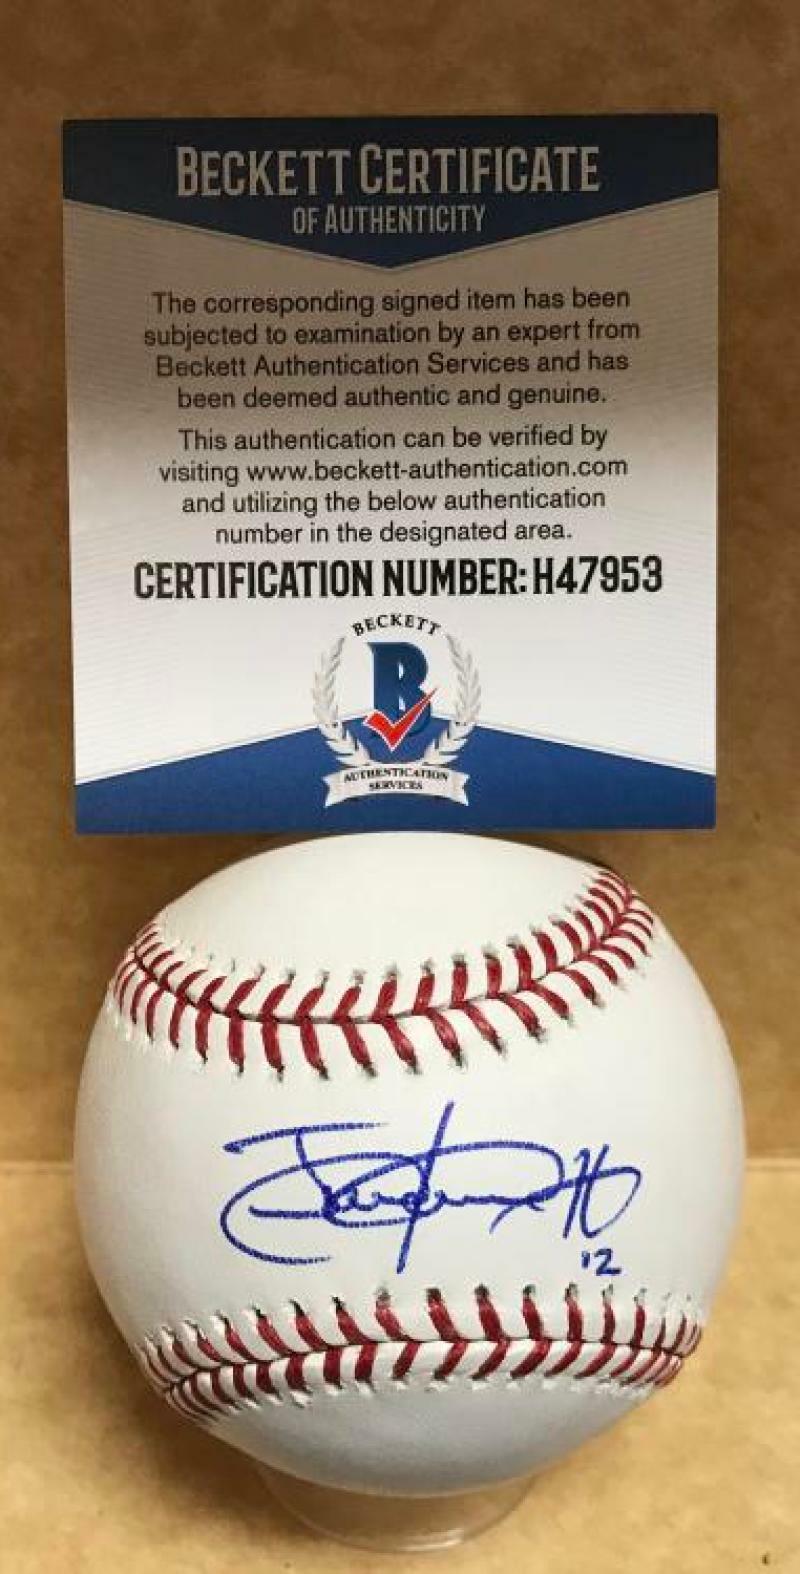 BECKETT CERTIFICATE
OF AUTHENTICITY
The corresponding signed item has been
subjected to examination by an expert from
Beckett Authentication Services and has
been deemed authentic and genuine.
This authentication can be verified by
visiting www.beckett-authentication.com
and utilizing the below authentication
number in the designated area.
CERTIFICATION NUMBER: H47953
BECKETT
B
AUTHENTICATION
SERVICES
'12